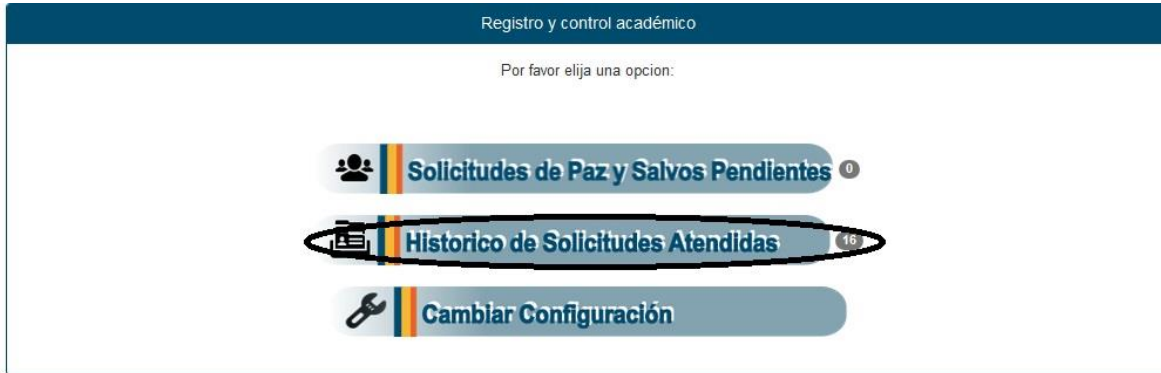 Registro y control académico
Por favor elija una opcion:
Solicitudes de Paz y Salvos Pendientes 0
Historico de Solicitudes Atendidas 16
Cambiar Configuración